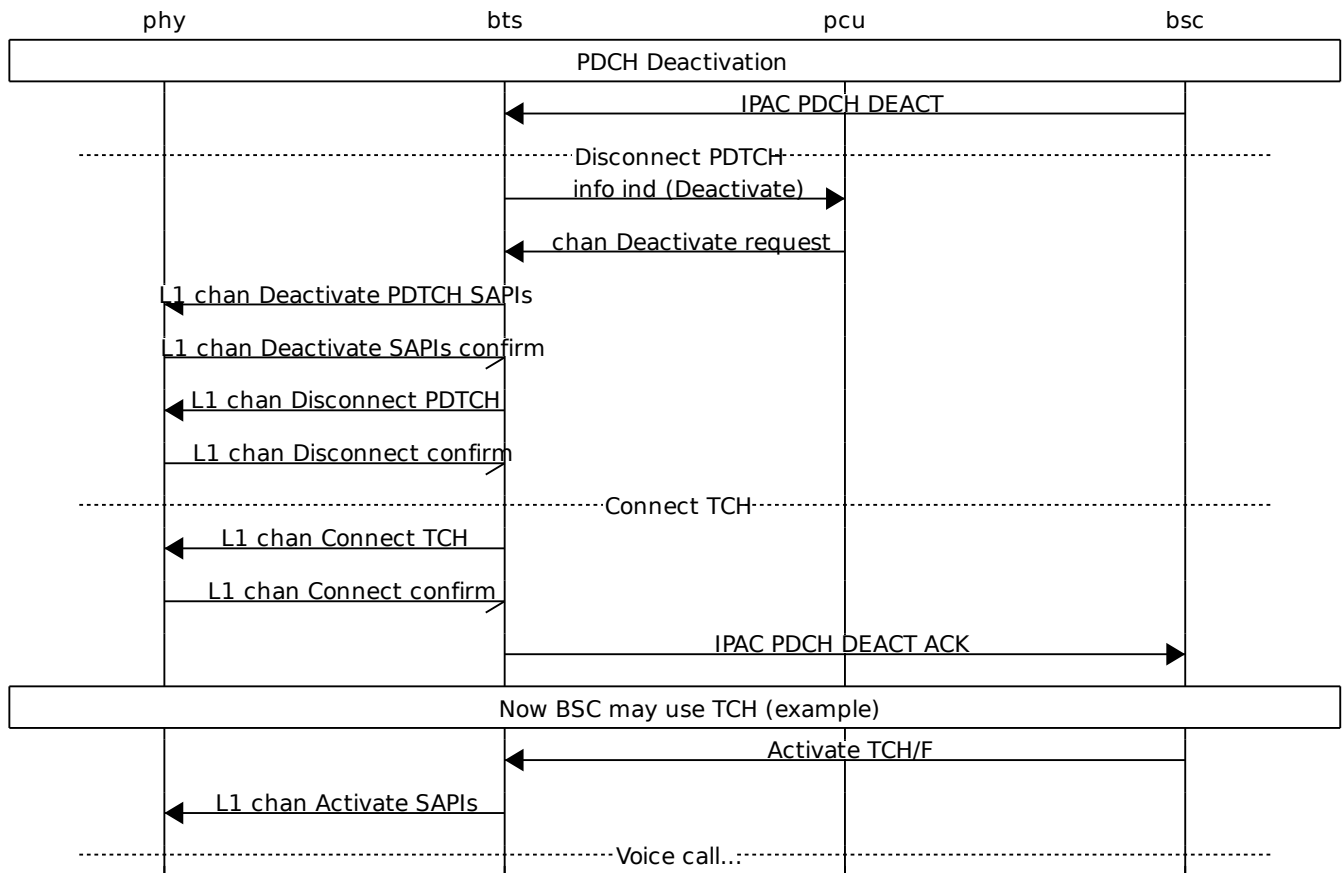 phy bts pcu bsc
PDCH Deactivation
IPAC PDCH DEACT
Disconnect PDTCH
info ind (Deactivate)
chan Deactivate request
L1 chan Deactivate PDTCH SAPIs
L1 chan Deactivate SAPIs confirm
L1 chan Disconnect PDTCH
L1 chan Disconnect confirm
Connect TCH
L1 chan Connect TCH
L1 chan Connect confirm
IPAC PDCH DEACT ACK
Now BSC may use TCH (example)
Activate TCH/F
L1 chan Activate SAPIs
Voice call...